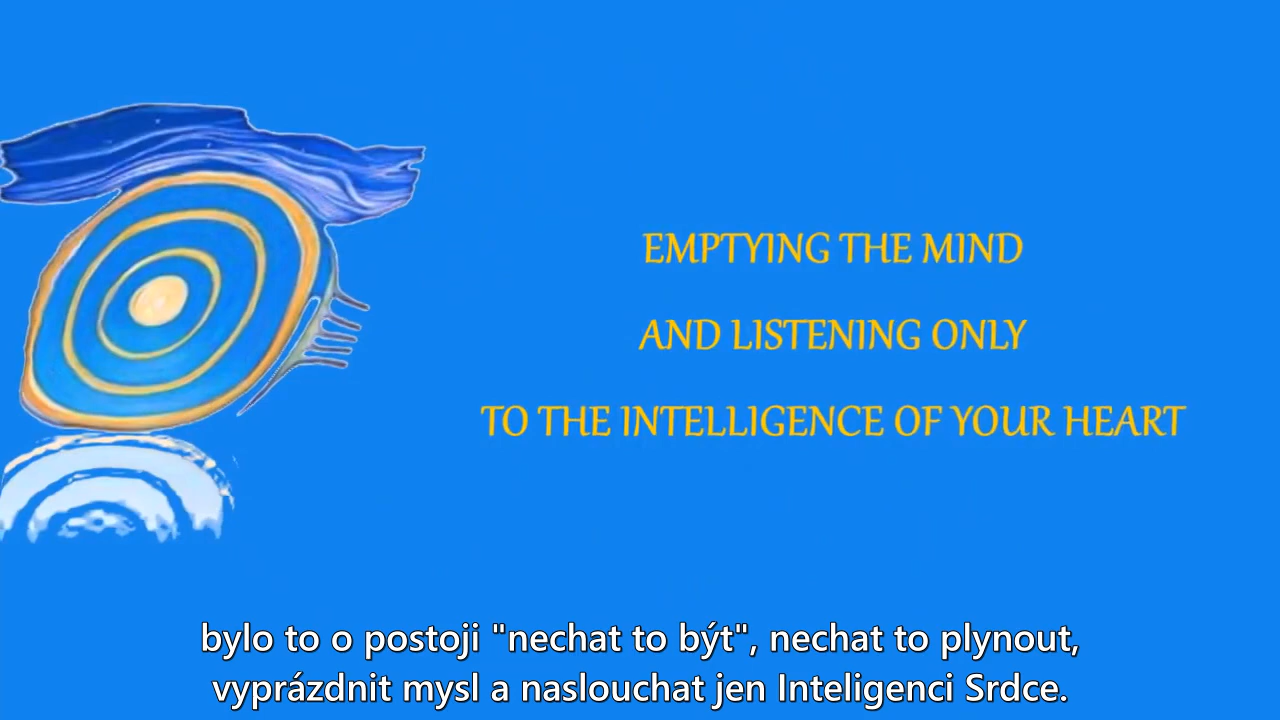 EMPTYING THE MIND
AND LISTENING ONLY
TO THE INTELLIGENCE OF YOUR HEART
bylo to o postoji "nechat to být", nechat to plynout,
vyprázdnit mysl a naslouchat jen Inteligenci Srdce.